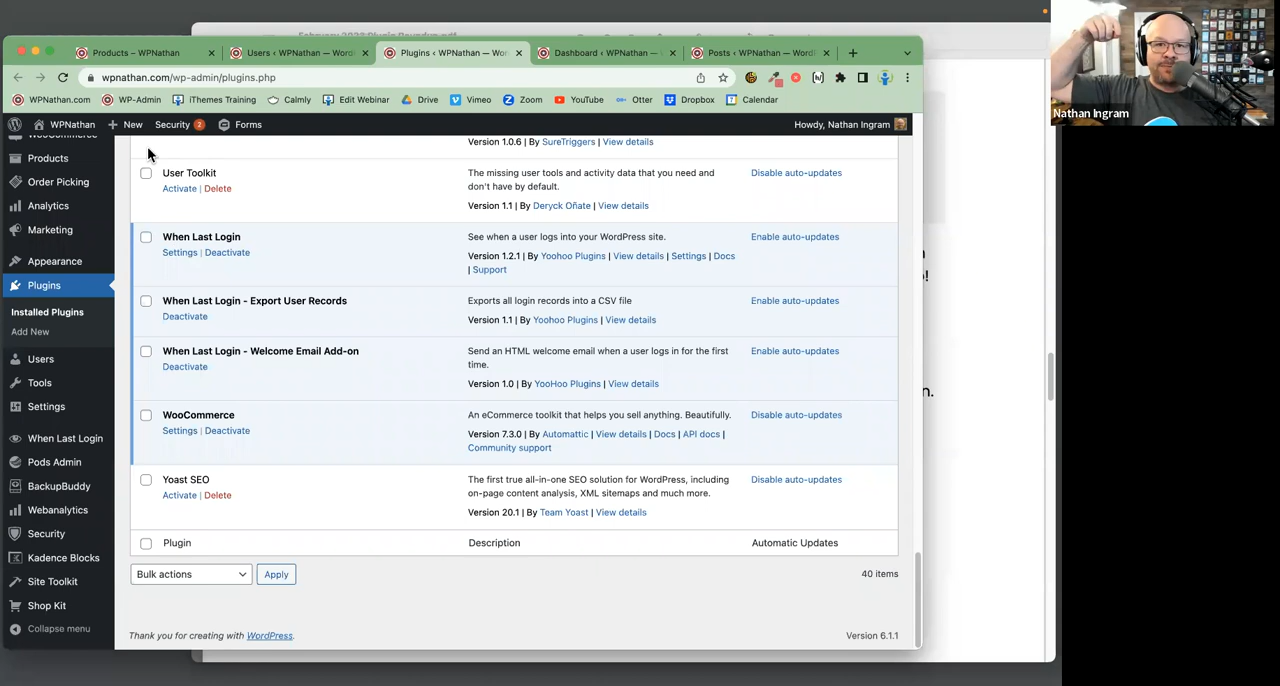 February 2023 Plugin Roundup.pdf
Products – WPNathan
Users ‹ WPNathan — Word
Plugins ‹ WPNathan — Wor
Dashboard ‹ WPNathan —
Posts ‹ WPNathan — WordF
wpnathan.com/wp-admin/plugins.php
WPNathan.com
WP-Admin
iThemes Training
Calmly
Edit Webinar
Drive
Vimeo
Zoom
YouTube
Otter
Dropbox
Calendar
WPNathan
New
Security 2
Forms
Howdy, Nathan Ingram
Nathan Ingram
WooCommerce
Products
Order Picking
Analytics
Marketing
Appearance
Plugins
Installed Plugins
Add New
Users
Tools
Settings
When Last Login
Pods Admin
BackupBuddy
Webanalytics
Security
Kadence Blocks
Site Toolkit
Shop Kit
Collapse menu
Version 1.0.6 | By SureTriggers | View details
User Toolkit
Activate | Delete
The missing user tools and activity data that you need and
don't have by default.
Version 1.1 | By Deryck Oñate | View details
Disable auto-updates
When Last Login
Settings | Deactivate
See when a user logs into your WordPress site.
Version 1.2.1 | By Yoohoo Plugins | View details | Settings | Docs
| Support
Enable auto-updates
When Last Login - Export User Records
Deactivate
Exports all login records into a CSV file
Version 1.1 | By Yoohoo Plugins | View details
Enable auto-updates
When Last Login - Welcome Email Add-on
Deactivate
Send an HTML welcome email when a user logs in for the first
time.
Version 1.0 | By YooHoo Plugins | View details
Enable auto-updates
WooCommerce
Settings | Deactivate
An eCommerce toolkit that helps you sell anything. Beautifully.
Version 7.3.0 | By Automattic | View details | Docs | API docs |
Community support
Disable auto-updates
Yoast SEO
Activate | Delete
The first true all-in-one SEO solution for WordPress, including
on-page content analysis, XML sitemaps and much more.
Version 20.1 | By Team Yoast | View details
Disable auto-updates
Plugin
Description
Automatic Updates
Bulk actions
Apply
40 items
Thank you for creating with WordPress.
Version 6.1.1